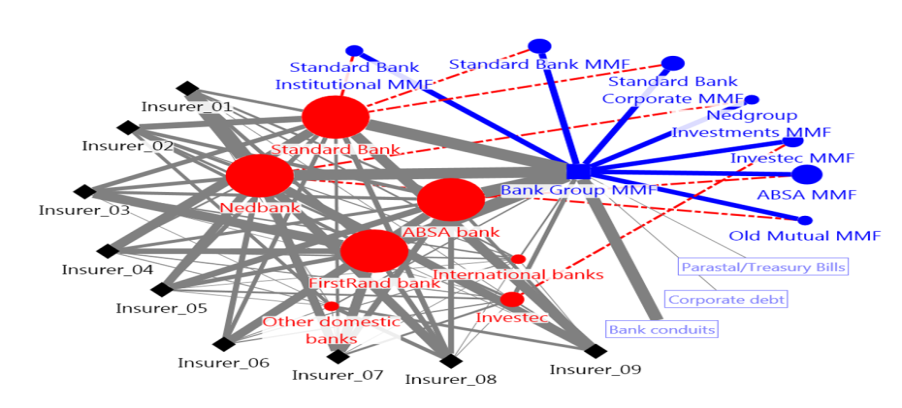 Standard Bank
Institutional MMF
Standard Bank MMF
Standard Bank
Corporate MMF
Nedgroup
Investments MMF
Investec MMF
ABSA MMF
Old Mutual MMF
Bank Group MMF
Insurer_01
Insurer_02
Insurer_03
Insurer_04
Insurer_05
Insurer_06
Insurer_07
Insurer_08
Insurer_09
Standard Bank
Nedbank
ABSA bank
FirstRand bank
International banks
Investec
Other domestic
banks
Parastal/Treasury Bills
Corporate debt
Bank conduits